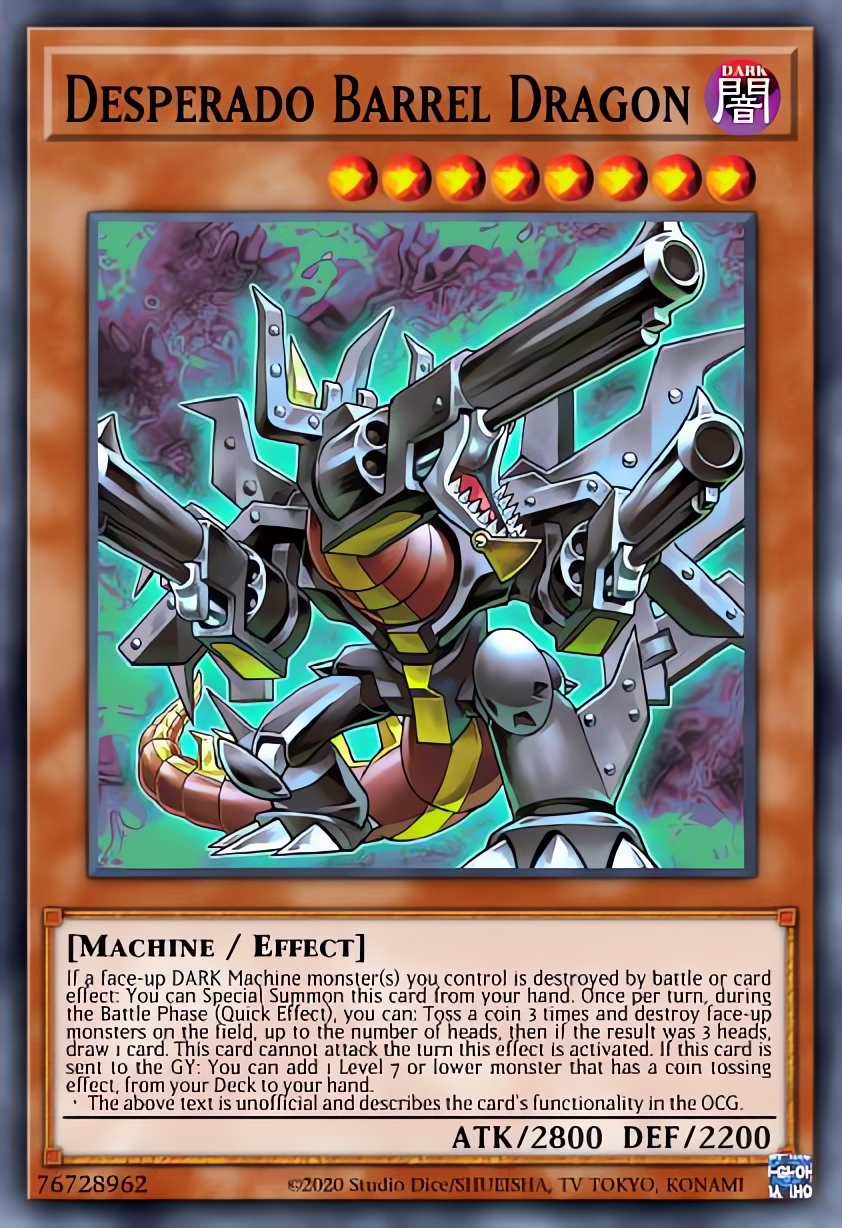 DESPERADO BARREL DRAGON
DARK
闇
[MACHINE / EFFECT]
If a face-up DARK Machine monster(s) you control is destroyed by battle or card
effect: You can Special Summon this card from your hand. Once per turn, during
the Battle Phase (Quick Effect), you can: Toss a coin 3 times and destroy face-up
monsters on the field, up to the number of heads, then if the result was 3 heads,
draw 1 card. This card cannot attack the turn this effect is activated. If this card is
sent to the GY: You can add 1 Level 7 or lower monster that has a coin tossing
effect, from your Deck to your hand.
· The above text is unofficial and describes the card's functionality in the OCG.
ATK/2800 DEF/2200
76728962 ©2020 Studio Dice/SHUEISHA, TV TOKYO, KONAMI